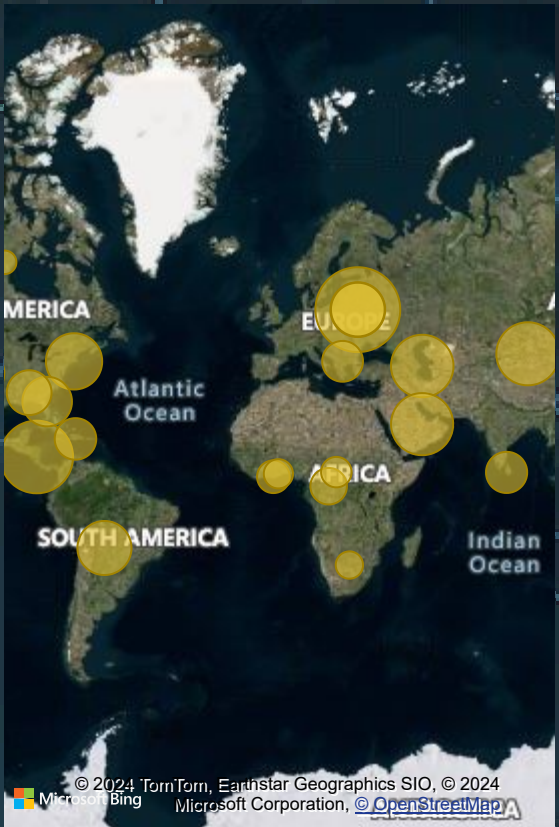 MERICA
EUROPE
A
Atlantic
Ocean
AFRICA
SOUTH AMERICA
Indian
Ocean
© 2024 TomTom, Earthstar Geographics SIO, © 2024
Microsoft Bing
Microsoft Corporation, © OpenStreetMap